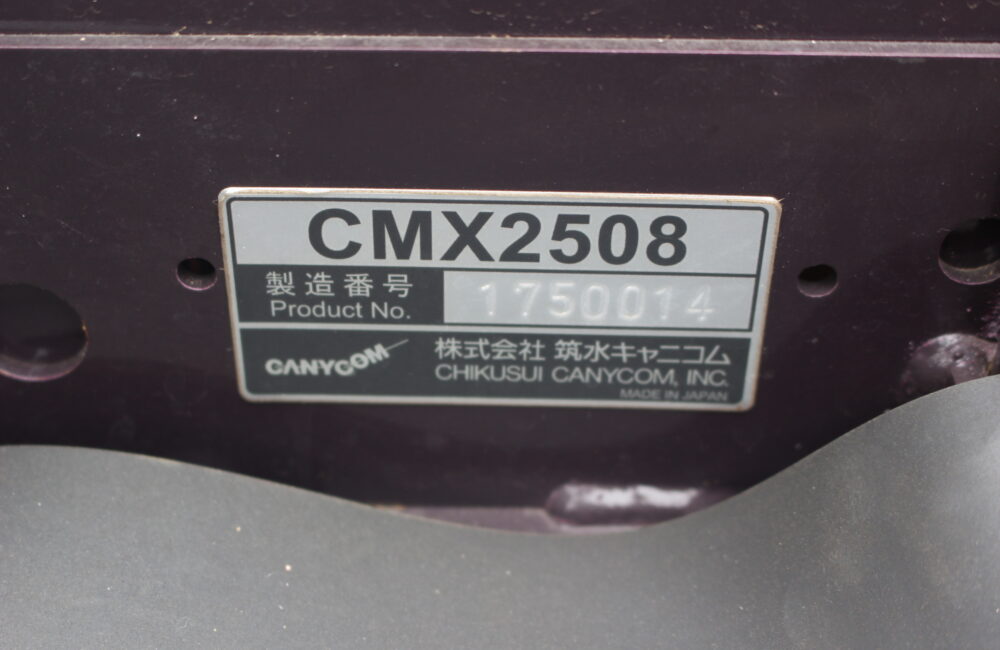 CMX2508
製造番号
Product No.
1750014
CANYCOM
株式会社 筑水キャニコム
CHIKUSUI CANYCOM, INC.
MADE IN JAPAN